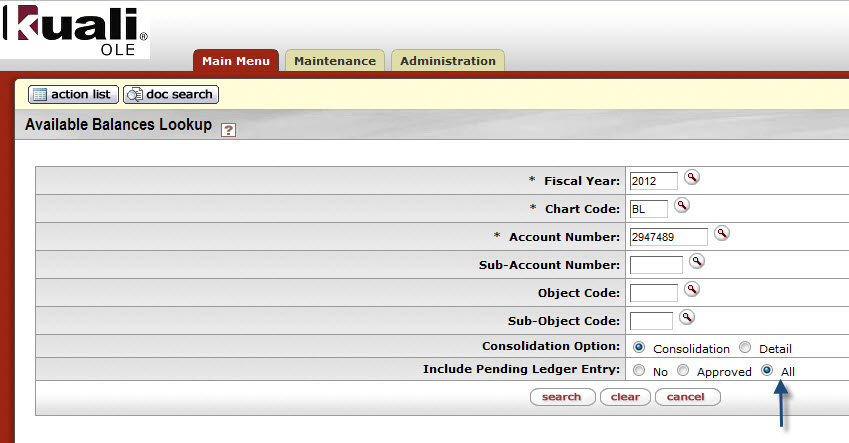 kuali®
OLE
Main Menu Maintenance Administration
action list doc search
Available Balances Lookup ?
* Fiscal Year: 2012
* Chart Code: BL
* Account Number: 2947489
Sub-Account Number:
Object Code:
Sub-Object Code:
Consolidation Option: Consolidation Detail
Include Pending Ledger Entry: No Approved All
search clear cancel